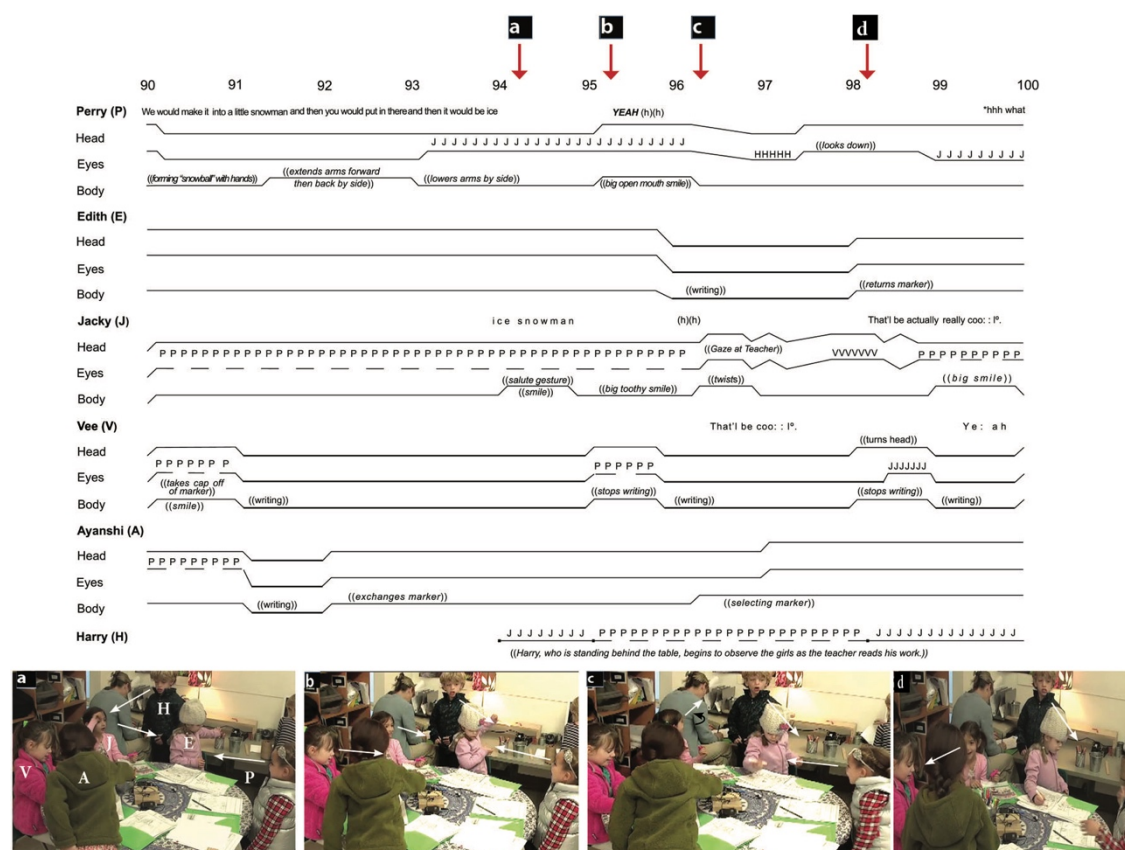 a b c d
90 91 92 93 94 95 96 97 98 99 100
Perry (P) We would make it into a little snowman and then you would put in there and then it would be ice YEAH (h)(h) *hhh what
Head
J J J J J J J J J J J J J J J J J J J J J J J J
Eyes HHHHH ((looks down)) J J J J J J J J J
((forming "snowball" with hands)) ((extends arms forward then back by side)) ((lowers arms by side)) ((big open mouth smile))
Body
Edith (E)
Head
Eyes
Body ((writing)) ((returns marker))
Jacky (J) ice snowman (h)(h) That'l be actually really coo: : lº.
Head
P P P P P P P P P P P P P P P P P P P P P P P P P P P P P P P P P P P P P P P P P P P P P P P P P P ((Gaze at Teacher)) VVVVVVV P P P P P P P P P P
Eyes
((salute gesture)) ((twists)) ((big smile))
Body ((smile)) ((big toothy smile))
Vee (V) That'l be coo: : lº. Ye: ah
Head ((turns head))
P P P P P P P P P P P P P JJJJJJJ
Eyes
((takes cap off of marker))
Body ((smile)) ((writing)) ((stops writing)) ((writing)) ((stops writing)) ((writing))
Ayanshi (A)
Head
P P P P P P P P P
Eyes
Body ((writing)) ((exchanges marker)) ((selecting marker))
Harry (H) J J J J J J J J P P P P P P P P P P P P P P P P P P P P P P P P P J J J J J J J J J J J J J J
((Harry, who is standing behind the table, begins to observe the girls as the teacher reads his work.))
a b c d
H
J E
V A P